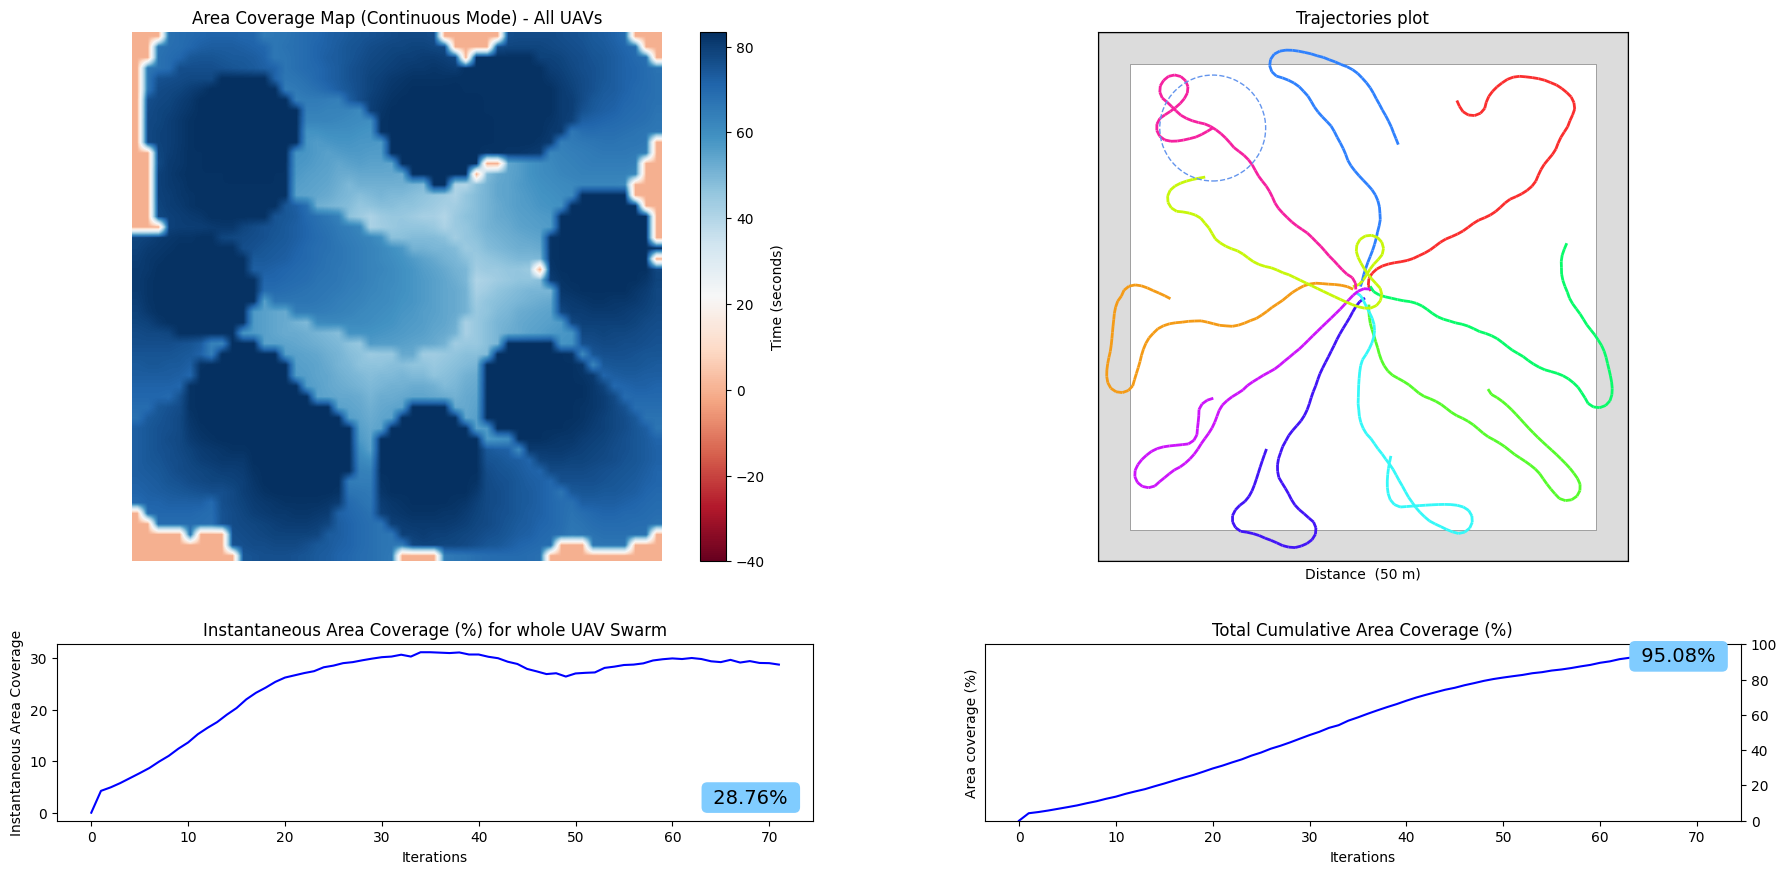 Area Coverage Map (Continuous Mode) - All UAVs
80
60
40
20
0
−20
−40
Time (seconds)
Trajectories plot
Distance  (50 m)
Instantaneous Area Coverage (%) for whole UAV Swarm
Instantaneous Area Coverage
30
20
10
0
28.76%
0 10 20 30 40 50 60 70
Iterations
Total Cumulative Area Coverage (%)
Area coverage (%)
95.08%
100
80
60
40
20
0
0 10 20 30 40 50 60 70
Iterations